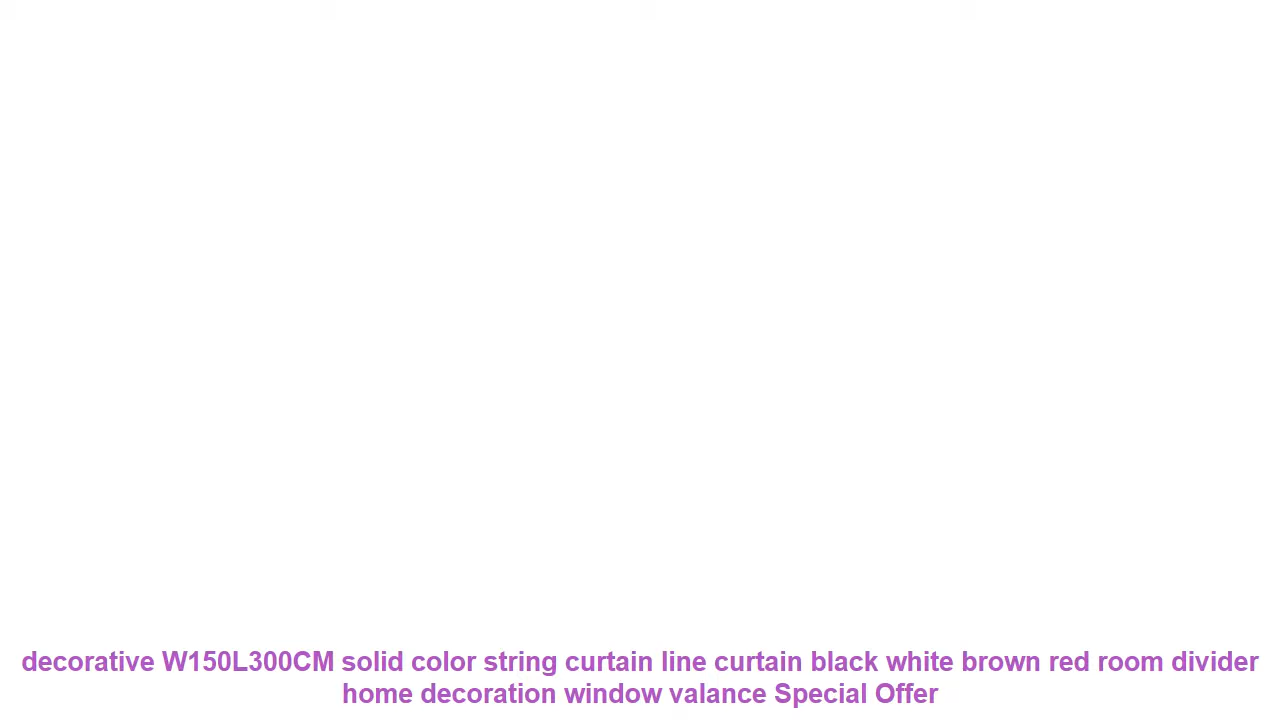 decorative W150L300CM solid color string curtain line curtain black white brown red room divider
home decoration window valance Special Offer